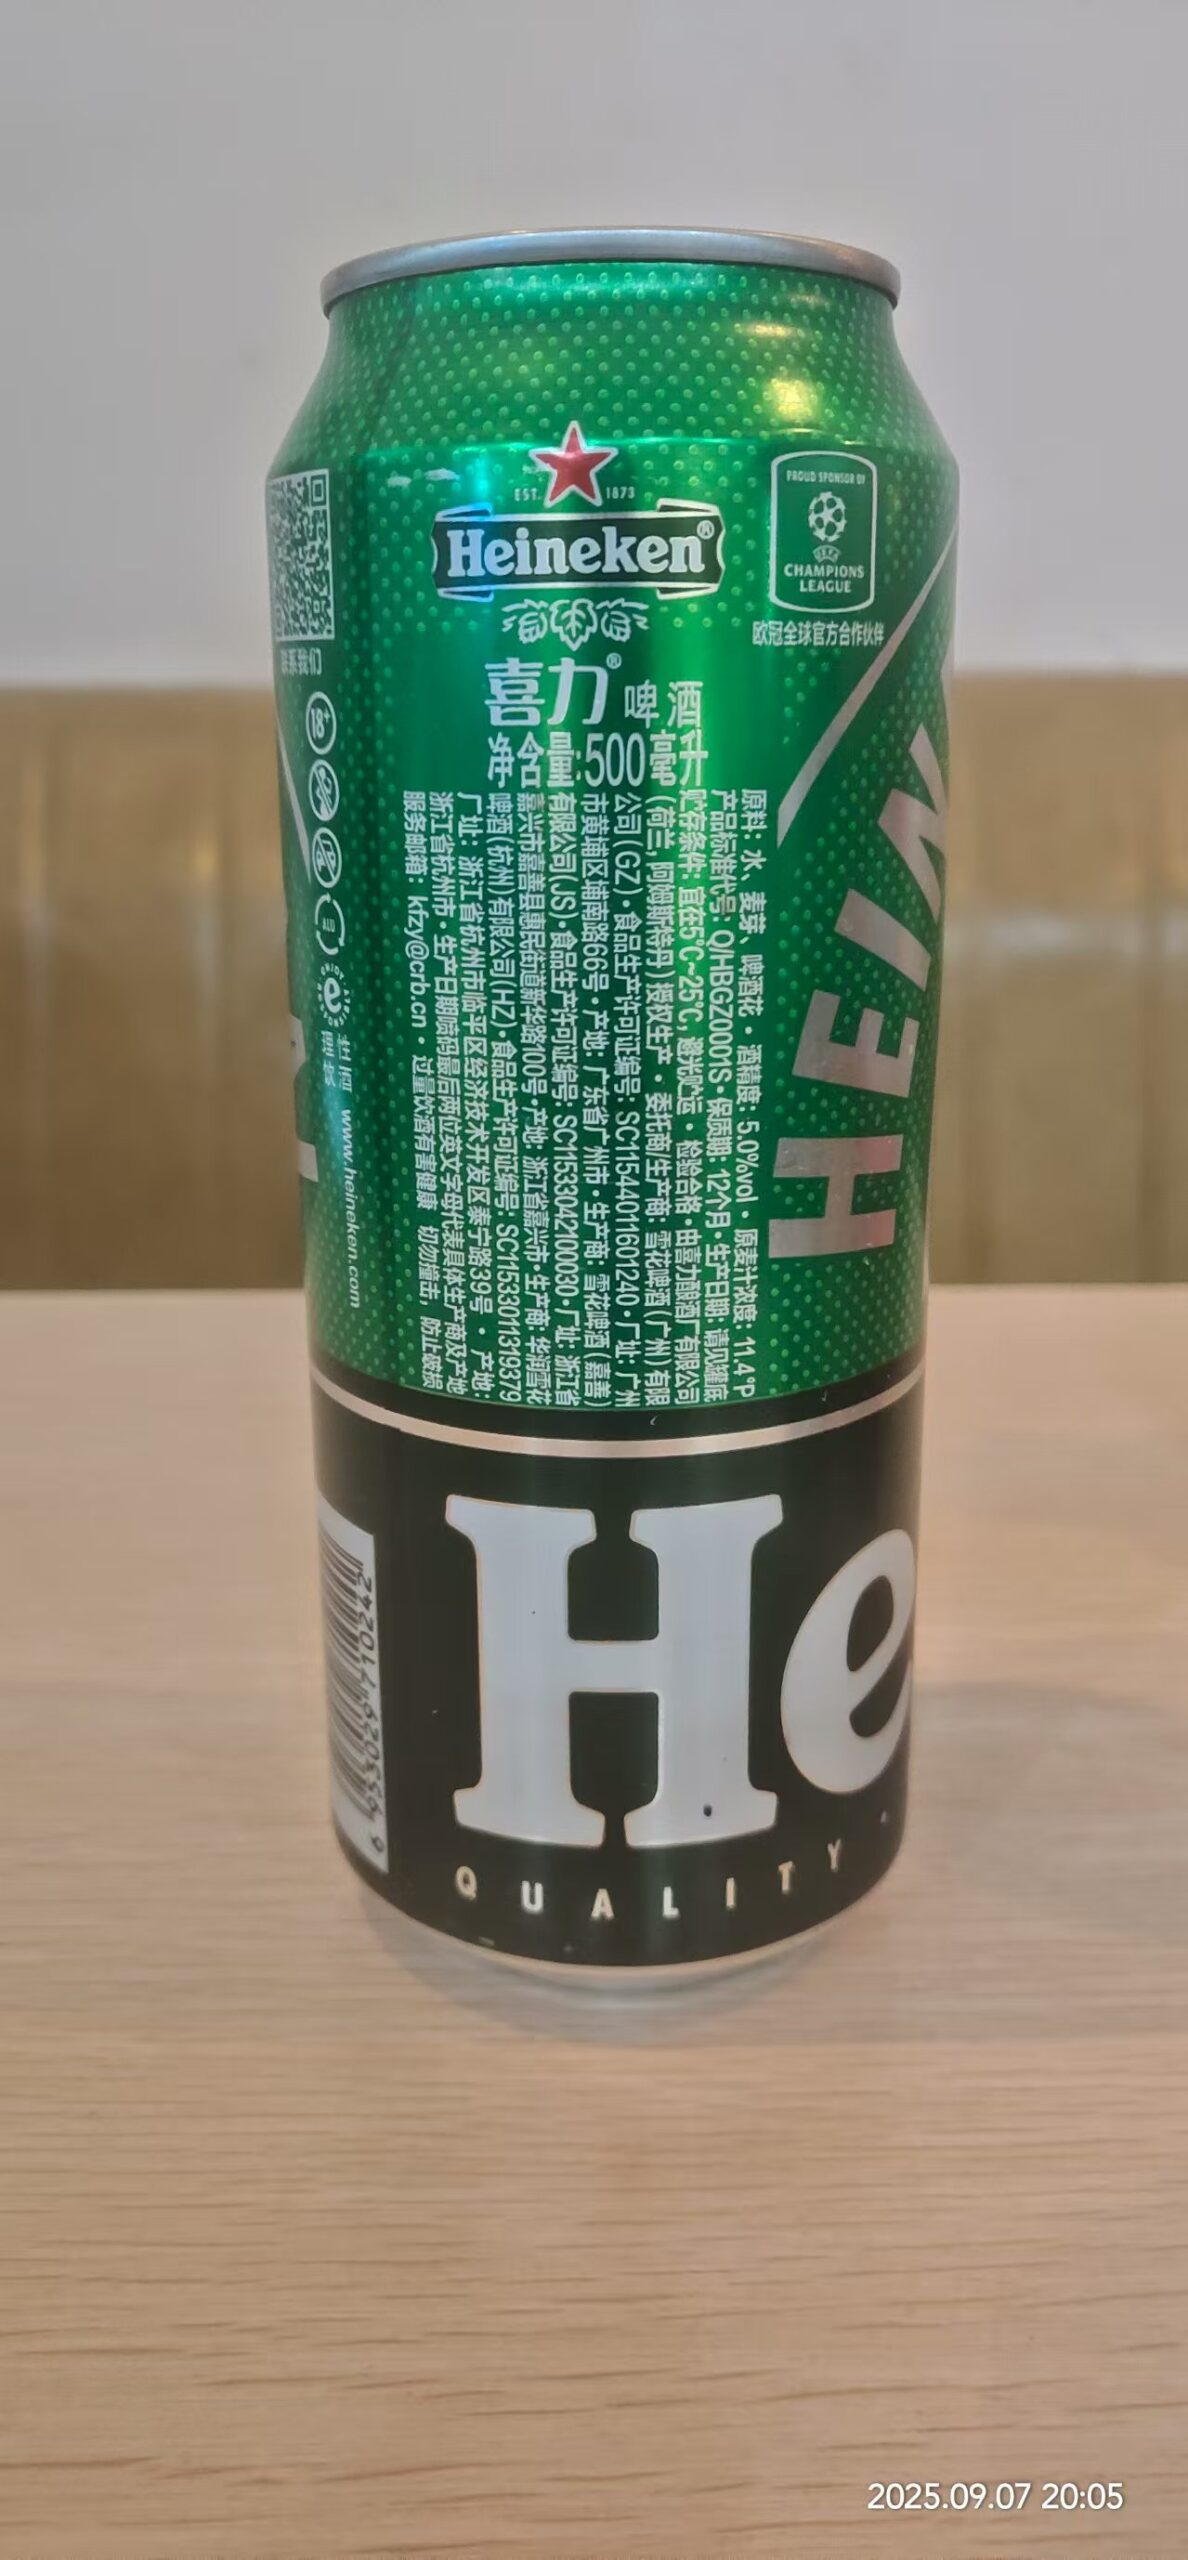 EST. 1873
Heineken®
喜力® 啤酒
净含量:500毫升
原料: 水、麦芽、啤酒花 · 酒精度: 5.0%vol · 原麦汁浓度: 11.4°P
产品标准代号: Q/HBGZ0001S · 保质期: 12个月 · 生产日期: 请见罐底
贮存条件: 宜在5°C~25°C, 避光贮运 · 检验合格 · 由喜力酿酒厂有限公司
(荷兰, 阿姆斯特丹) 授权生产 · 委托商/生产商: 雪花啤酒 (广州) 有限
公司 (GZ) · 食品生产许可证编号: SC11544011601240 · 厂址: 广州
市黄埔区埔南路66号 · 产地: 广东省广州市 · 生产商: 雪花啤酒 (嘉善)
有限公司 (JS) · 食品生产许可证编号: SC11533042100030 · 厂址: 浙江省
嘉兴市嘉善县惠民街道新华路100号 · 产地: 浙江省嘉兴市 · 生产商: 华润雪花
啤酒 (杭州) 有限公司 (HZ) · 食品生产许可证编号: SC11533011319379
厂址: 浙江省杭州市临平区经济技术开发区泰宁路39号 · 产地:
浙江省杭州市 · 生产日期喷码最后两位英文字母代表具体生产商及产地
服务邮箱: kfzy@crb.cn · 过量饮酒有害健康 切勿撞击, 防止破损
PROUD SPONSOR OF
UEFA
CHAMPIONS
LEAGUE
欧冠全球官方合作伙伴
HEIN
联系我们
18+
www.heineken.com
6 953029 710242
He
QUALITY
2025.09.07 20:05